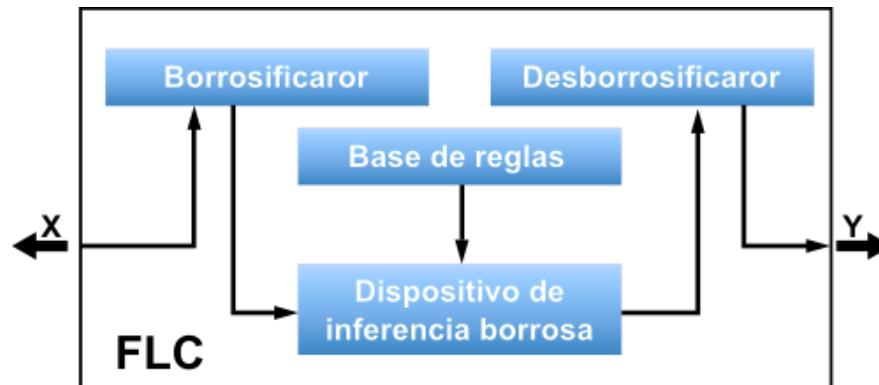 Borrosificaror
Desborrosificaror
Base de reglas
X
Y
Dispositivo de
inferencia borrosa
FLC